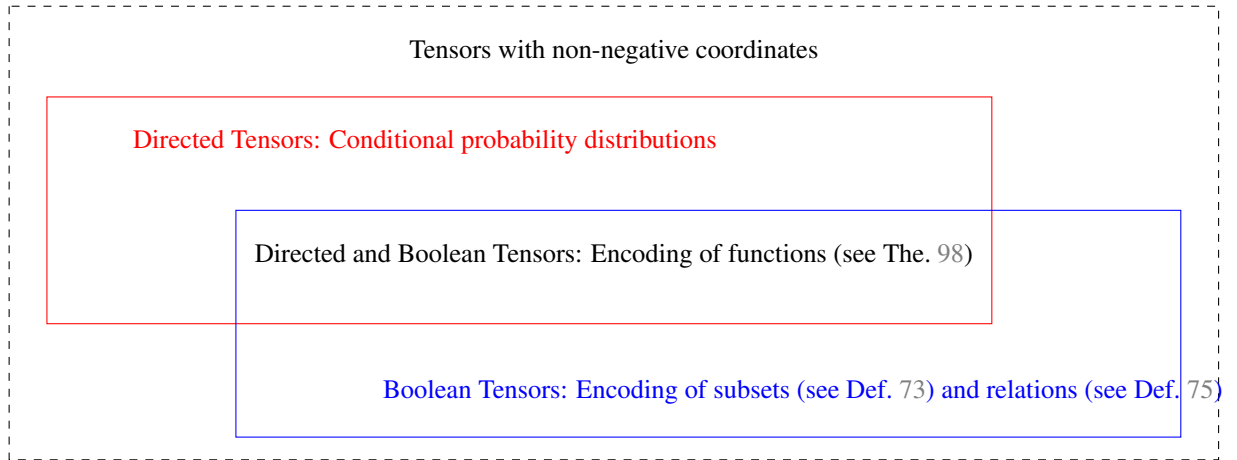 Tensors with non-negative coordinates
Directed Tensors: Conditional probability distributions
Directed and Boolean Tensors: Encoding of functions (see The. 98)
Boolean Tensors: Encoding of subsets (see Def. 73) and relations (see Def. 75)